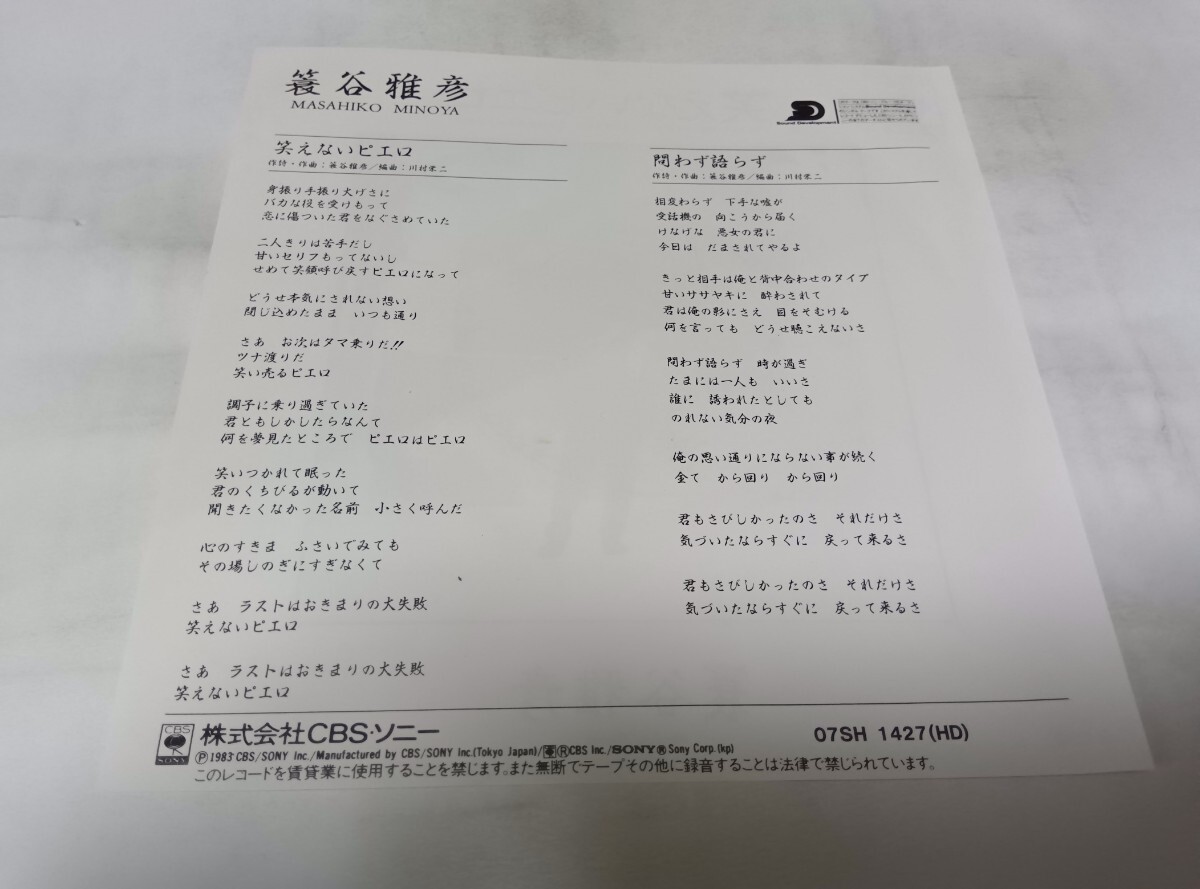 簑谷雅彦
MASAHIKO MINOYA
Sound Development
笑えないピエロ
作詩・作曲:簑谷雅彦/編曲:川村栄二
身振り手振り大げさに
バカな役を受けもって
恋に傷ついた君をなぐさめていた
二人きりは苦手だし
甘いセリフもってないし
せめて笑顔呼び戻すピエロになって
どうせ本気にされない想い
閉じ込めたまま いつも通り
さあ お次はタマ乗りだ!!
ツナ渡りだ
笑い売るピエロ
調子に乗り過ぎていた
君ともしかしたらなんて
何を夢見たところで ピエロはピエロ
笑いつかれて眠った
君のくちびるが動いて
聞きたくなかった名前 小さく呼んだ
心のすきま ふさいでみても
その場しのぎにすぎなくて
さあ ラストはおきまりの大失敗
笑えないピエロ
さあ ラストはおきまりの大失敗
笑えないピエロ
問わず語らず
作詩・作曲:簑谷雅彦/編曲:川村栄二
相変わらず 下手な嘘が
受話機の 向こうから届く
けなげな 悪女の君に
今日は だまされてやるよ
きっと相手は俺と背中合わせのタイプ
甘いササヤキに 酔わされて
君は俺の影にさえ 目をそむける
何を言っても どうせ聴こえないさ
問わず語らず 時が過ぎ
たまには一人も いいさ
誰に 誘われたとしても
のれない気分の夜
俺の思い通りにならない事が続く
全て から回り から回り
君もさびしかったのさ それだけさ
気づいたならすぐに 戻って来るさ
君もさびしかったのさ それだけさ
気づいたならすぐに 戻って来るさ
CBS
SONY
株式会社CBS・ソニー
07SH 1427(HD)
Ⓟ1983 CBS/SONY Inc./Manufactured by CBS/SONY Inc.(Tokyo Japan)/®CBS Inc./SONY®Sony Corp.(kp)
このレコードを賃貸業に使用することを禁じます。また無断でテープその他に録音することは法律で禁じられています。